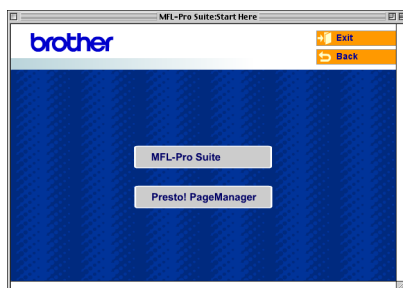 MFL-Pro Suite:Start Here
brother
Exit
Back
MFL-Pro Suite
Presto! PageManager